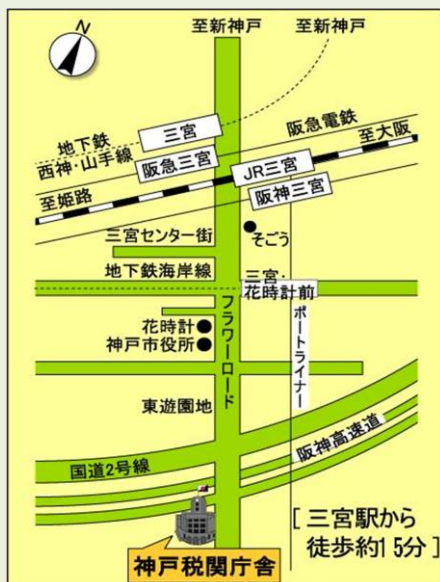 N
至新神戸
至新神戸
地下鉄
西神・山手線
三宮
阪急三宮
阪急電鉄
至大阪
JR三宮
阪神三宮
至姫路
三宮センター街
そごう
地下鉄海岸線
三宮・
花時計前
花時計
神戸市役所
フラワーロード
ポートライナー
東遊園地
国道2号線
阪神高速道
[ 三宮駅から
徒歩約15分 ]
神戸税関庁舎